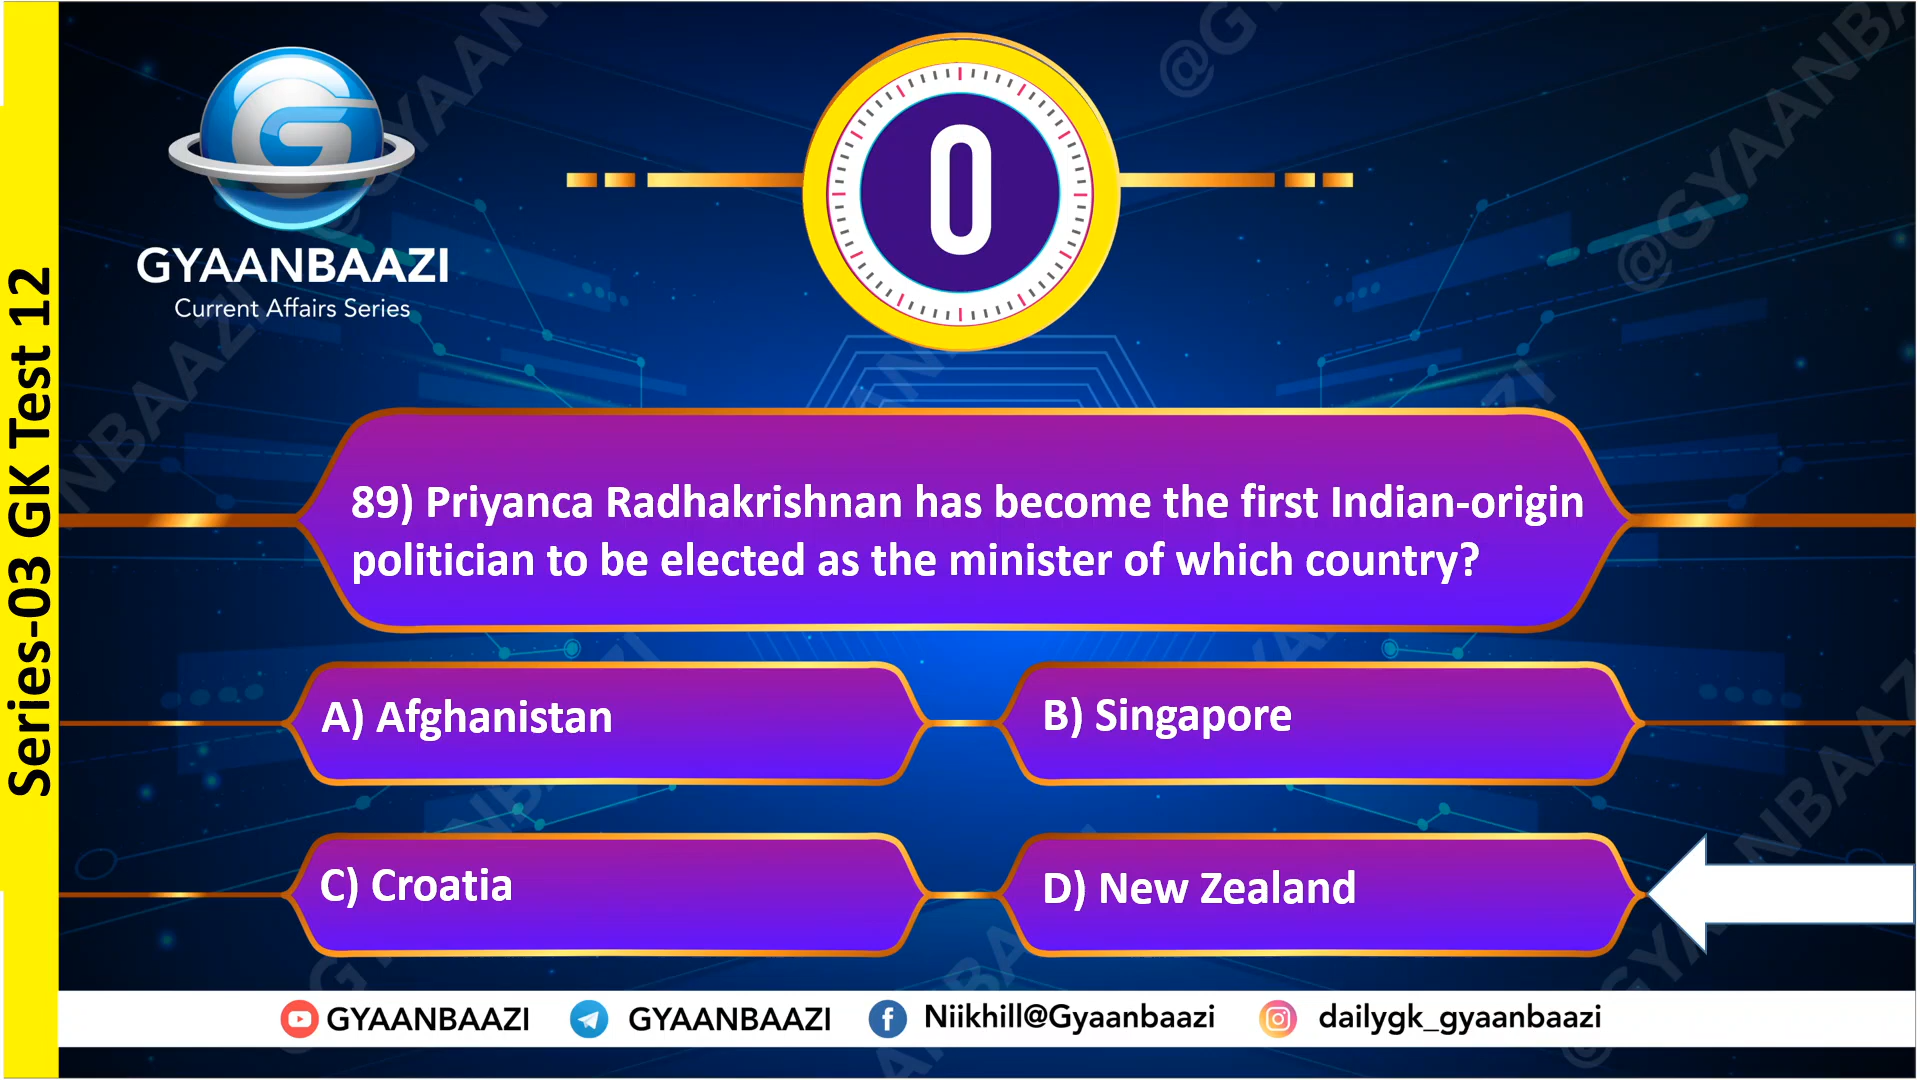 Series-03 GK Test 12
G
GYAANBAAZI
Current Affairs Series
0
89) Priyanca Radhakrishnan has become the first Indian-origin
politician to be elected as the minister of which country?
A) Afghanistan
B) Singapore
C) Croatia
D) New Zealand
GYAANBAAZI GYAANBAAZI Niikhill@Gyaanbaazi dailygk_gyaanbaazi
@GYAANBAAZI